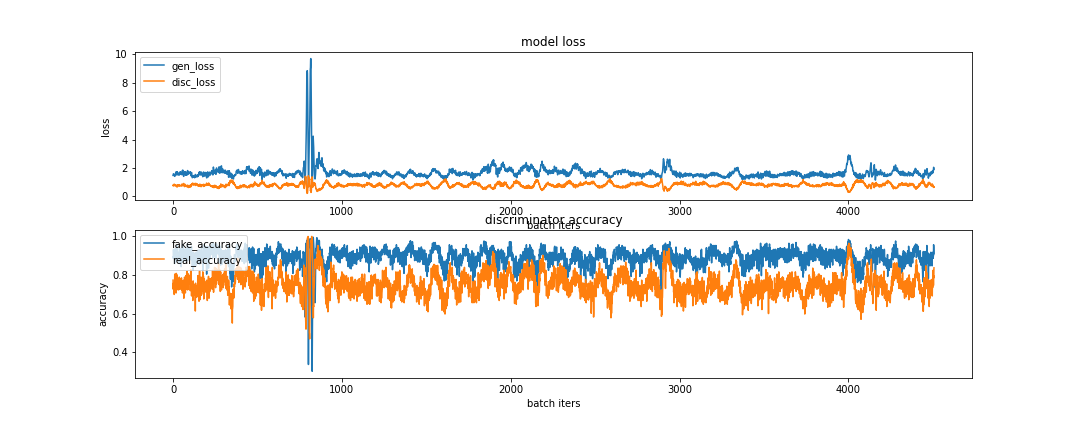 model loss
10
8
6
4
2
0
loss
gen_loss
disc_loss
0
1000
2000
3000
4000
batch iters
discriminator accuracy
1.0
0.8
0.6
0.4
accuracy
fake_accuracy
real_accuracy
0
1000
2000
3000
4000
batch iters